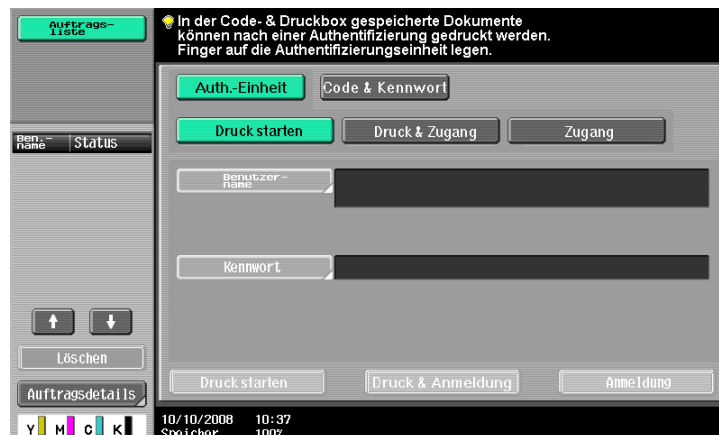 Auftrags-
liste
In der Code- & Druckbox gespeicherte Dokumente
können nach einer Authentifizierung gedruckt werden.
Finger auf die Authentifizierungseinheit legen.
Auth.-Einheit
Code & Kennwort
Druck starten
Druck & Zugang
Zugang
Ben.-
name
Status
Benutzer-
name
Kennwort
Löschen
Auftragsdetails
Druck starten
Druck & Anmeldung
Anmeldung
Y M C K
10/10/2008 10:37
Speicher 100%